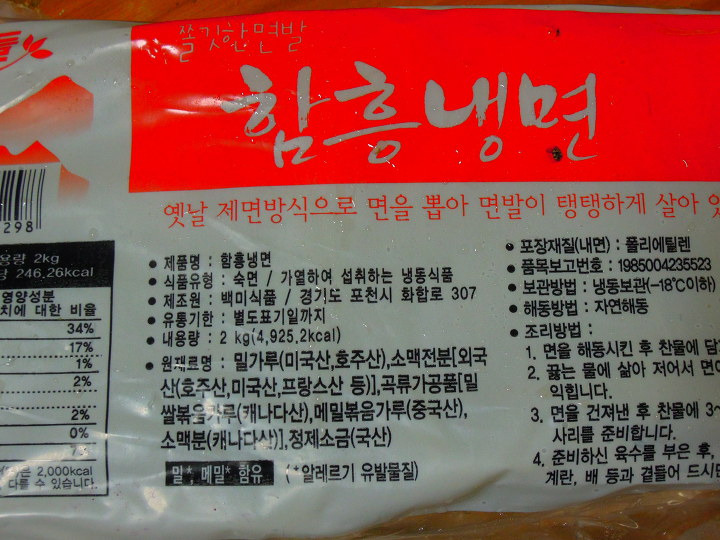 쫄깃한면발
함흥냉면
옛날 제면방식으로 면을 뽑아 면발이 탱탱하게 살아
298
2kg
246.26kcal
영양성분
대한 비율
34%
17%
1%
2%
2%
0%
2,000kcal
다를 수 있습니다.
• 제품명 : 함흥냉면
• 식품유형 : 숙면 / 가열하여 섭취하는 냉동식품
• 제조원 : 백미식품 / 경기도 포천시 화합로 307
• 유통기한 : 별도표기일까지
• 내용량 : 2 kg(4,925.2kcal)
• 원재료명 : 밀가루(미국산,호주산),소맥전분[외국
산(호주산,미국산,프랑스산 등)],곡류가공품[밀
쌀볶음가루(캐나다산),메밀볶음가루(중국산),
소맥분(캐나다산)],정제소금(국산)
밀*, 메밀* 함유 (*알레르기 유발물질)
• 포장재질(내면) : 폴리에틸렌
• 품목보고번호 : 1985004235523
• 보관방법 : 냉동보관(-18℃이하)
• 해동방법 : 자연해동
• 조리방법 :
1. 면을 해동시킨 후 찬물에
2. 끓는 물에 삶아 저어서 면이
익힙니다.
3. 면을 건져낸 후 찬물에 3~
사리를 준비합니다.
4. 준비하신 육수를 부은 후,
계란, 배 등과 곁들어 드시면